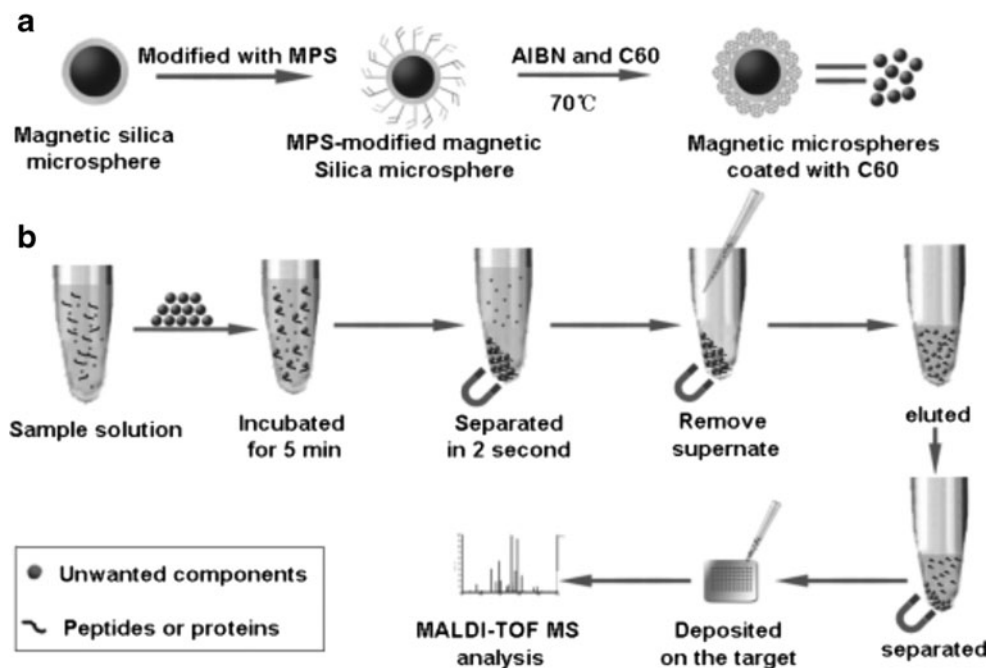 a
Modified with MPS
AIBN and C60
70℃
Magnetic silica
microsphere
MPS-modified magnetic
Silica microsphere
Magnetic microspheres
coated with C60
b
Sample solution
Incubated
for 5 min
Separated
in 2 second
Remove
supernate
eluted
separated
Deposited
on the target
MALDI-TOF MS
analysis
Unwanted components
Peptides or proteins